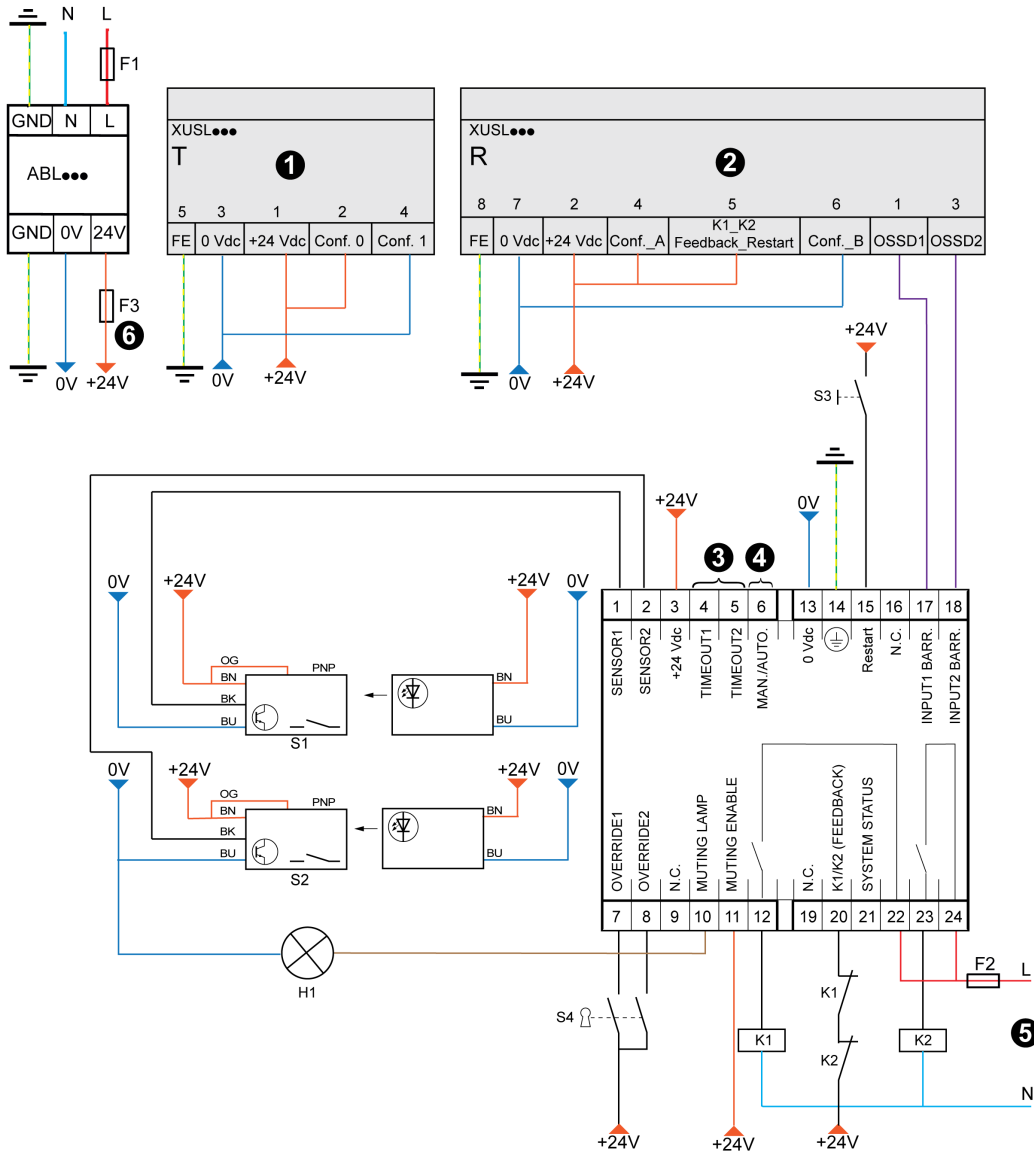 N L
F1
GND N L
ABL●●●
GND 0V 24V
F3
6
0V +24V
XUSL●●●
T
1
5 3 1 2 4
FE 0 Vdc +24 Vdc Conf. 0 Conf. 1
0V +24V
XUSL●●●
R
2
8 7 2 4 5 6 1 3
FE 0 Vdc +24 Vdc Conf._A K1_K2 Feedback_Restart Conf._B OSSD1 OSSD2
0V +24V
+24V
S3
+24V
0V
3 4
1 2 3 4 5 6 13 14 15 16 17 18
SENSOR1
SENSOR2
+24 Vdc
TIMEOUT1
TIMEOUT2
MAN./AUTO.
0 Vdc
Restart
N.C.
INPUT1 BARR.
INPUT2 BARR.
0V +24V
OG
BN
BK
BU
PNP
S1
+24V 0V
BN
BU
0V +24V
OG
BN
BK
BU
PNP
S2
+24V 0V
BN
BU
H1
OVERRIDE1
OVERRIDE2
N.C.
MUTING LAMP
MUTING ENABLE
N.C.
K1/K2 (FEEDBACK)
SYSTEM STATUS
7 8 9 10 11 12 19 20 21 22 23 24
F2
L
S4
K1
K1
K2
K2
5
N
+24V +24V +24V